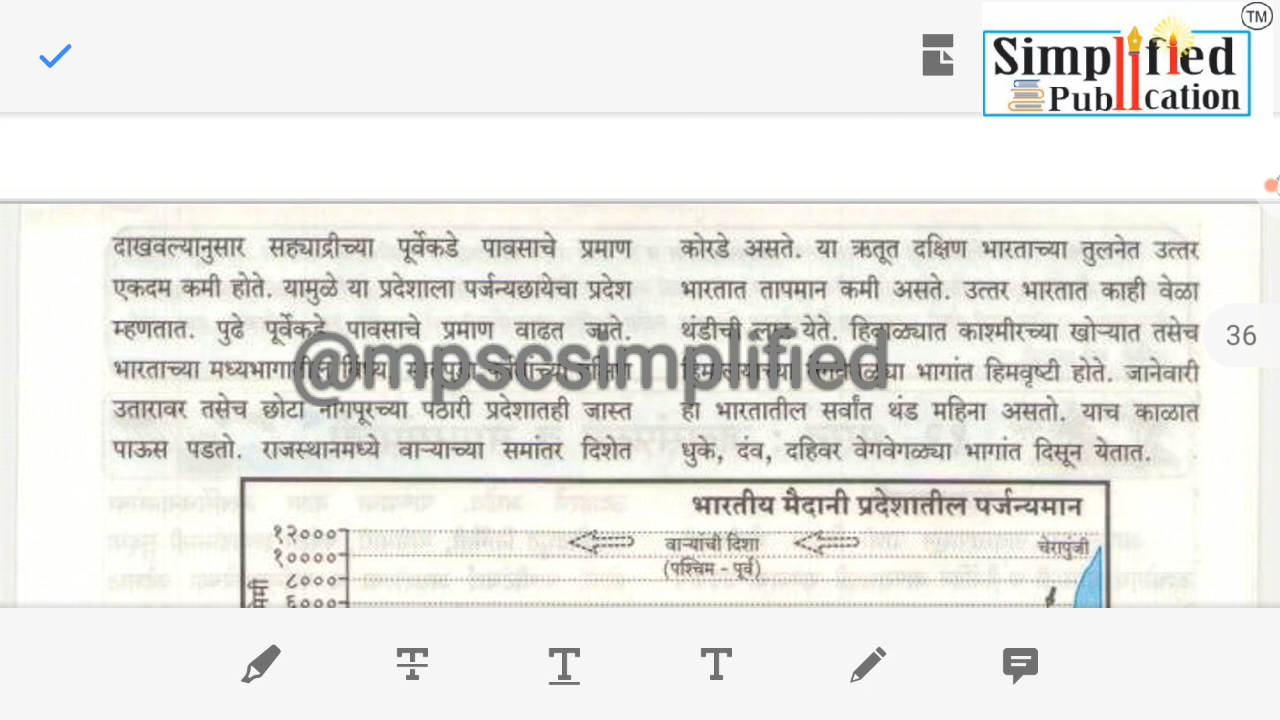 TM
Simplified
Publication
36
दाखवल्यानुसार सह्याद्रीच्या पूर्वेकडे पावसाचे प्रमाण
एकदम कमी होते. यामुळे या प्रदेशाला पर्जन्यछायेचा प्रदेश
म्हणतात. पुढे पूर्वेकडे पावसाचे प्रमाण वाढत जाते.
भारताच्या मध्यभागातील विंध्य,
उतारावर तसेच छोटा नागपूरच्या पठारी प्रदेशातही जास्त
पाऊस पडतो. राजस्थानमध्ये वाऱ्याच्या समांतर दिशेत
कोरडे असते. या ऋतूत दक्षिण भारताच्या तुलनेत उत्तर
भारतात तापमान कमी असते. उत्तर भारतात काही वेळा
थंडीची लाट येते. हिवाळ्यात काश्मीरच्या खोऱ्यात तसेच
हिमालयाच्या भागांत हिमवृष्टी होते. जानेवारी
हा भारतातील सर्वांत थंड महिना असतो. याच काळात
धुके, दंव, दहिवर वेगवेगळ्या भागांत दिसून येतात.
@mpscsimplified
भारतीय मैदानी प्रदेशातील पर्जन्यमान
१२०००
१००००
८०००
६०००
वाऱ्यांची दिशा
(पश्चिम - पूर्व)
चेरापुंजी